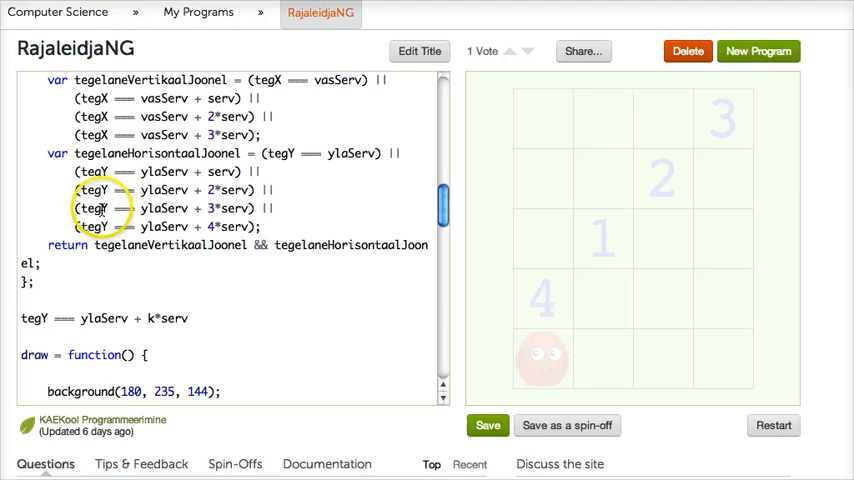 Computer Science » My Programs » RajaleidjaNG
RajaleidjaNG
Edit Title
1 Vote
Share...
Delete
New Program
var tegelaneVertikaalJoonel = (tegX === vasServ) ||
(tegX === vasServ + serv) ||
(tegX === vasServ + 2*serv) ||
(tegX === vasServ + 3*serv);
var tegelaneHorisontaalJoonel = (tegY === ylaServ) ||
(tegY === ylaServ + serv) ||
(tegY === ylaServ + 2*serv) ||
(tegY === ylaServ + 3*serv) ||
(tegY === ylaServ + 4*serv);
return tegelaneVertikaalJoonel && tegelaneHorisontaalJoon
el;
};
tegY === ylaServ + k*serv
draw = function() {
background(180, 235, 144);
3
2
1
4
KAEKool Programmeerimine
(Updated 6 days ago)
Save
Save as a spin-off
Restart
Questions Tips & Feedback Spin-Offs Documentation Top Recent Discuss the site